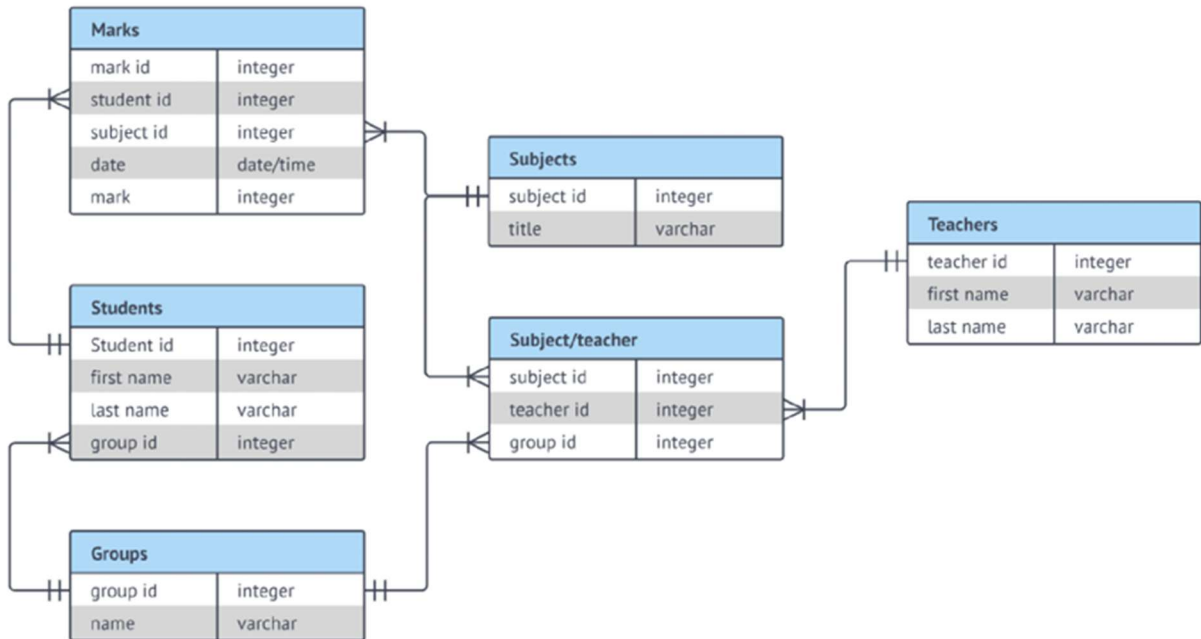 Marks
mark id integer
student id integer
subject id integer
date date/time
mark integer
Subjects
subject id integer
title varchar
Teachers
teacher id integer
first name varchar
last name varchar
Students
Student id integer
first name varchar
last name varchar
group id integer
Subject/teacher
subject id integer
teacher id integer
group id integer
Groups
group id integer
name varchar